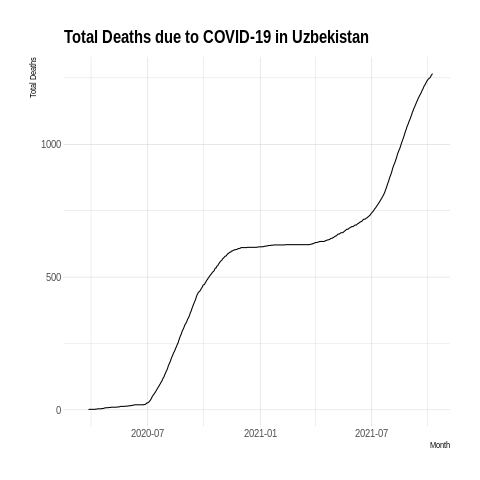 Total Deaths due to COVID-19 in Uzbekistan
Total Deaths
1000
500
0
2020-07
2021-01
2021-07
Month